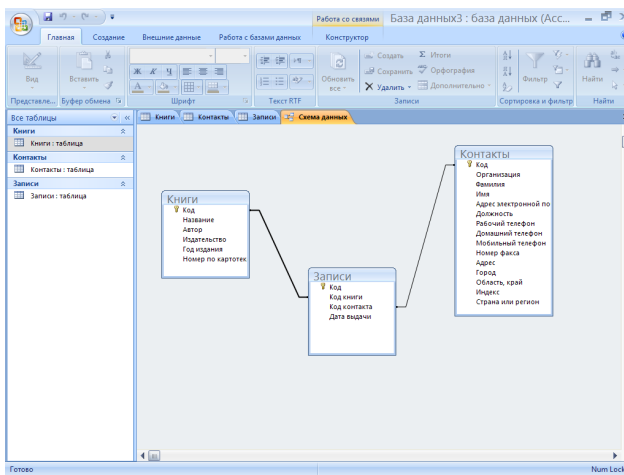 Работа со связями
База данных3 : база данных (Acc...
Главная
Создание
Внешние данные
Работа с базами данных
Конструктор
Вид
Вставить
Ж К Ч
Обновить
все
Создать
Сохранить
Удалить
Итоги
Орфография
Дополнительно
Фильтр
Найти
Представле...
Буфер обмена
Шрифт
Текст RTF
Записи
Сортировка и фильтр
Найти
Все таблицы
Книги
Контакты
Записи
Схема данных
Книги
Книги : таблица
Контакты
Контакты : таблица
Записи
Записи : таблица
Книги
Код
Название
Автор
Издательство
Год издания
Номер по картотек
Записи
Код
Код книги
Код контакта
Дата выдачи
Контакты
Код
Организация
Фамилия
Имя
Адрес электронной по
Должность
Рабочий телефон
Домашний телефон
Мобильный телефон
Номер факса
Адрес
Город
Область, край
Индекс
Страна или регион
Готово
Num Lock